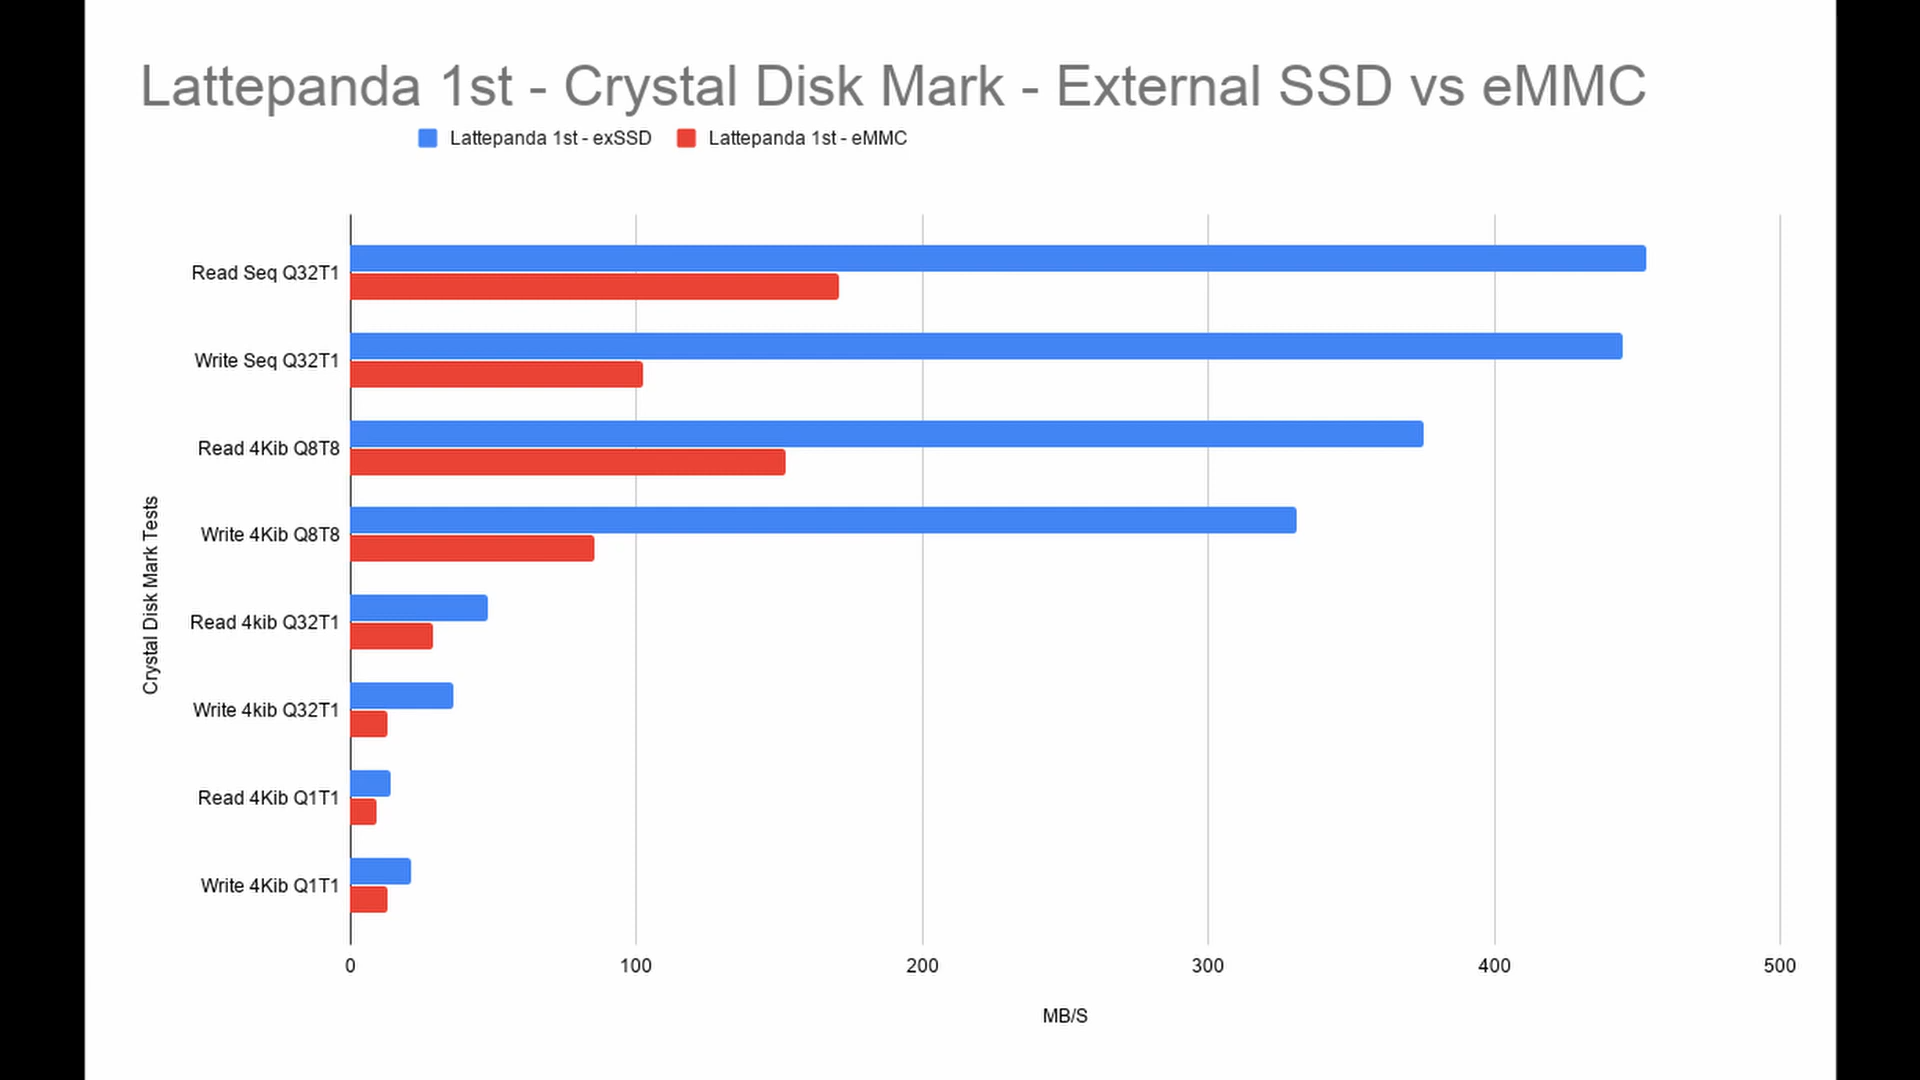 Lattepanda 1st - Crystal Disk Mark - External SSD vs eMMC
Lattepanda 1st - exSSD Lattepanda 1st - eMMC
Crystal Disk Mark Tests
Read Seq Q32T1
Write Seq Q32T1
Read 4Kib Q8T8
Write 4Kib Q8T8
Read 4kib Q32T1
Write 4kib Q32T1
Read 4Kib Q1T1
Write 4Kib Q1T1
0 100 200 300 400 500
MB/S